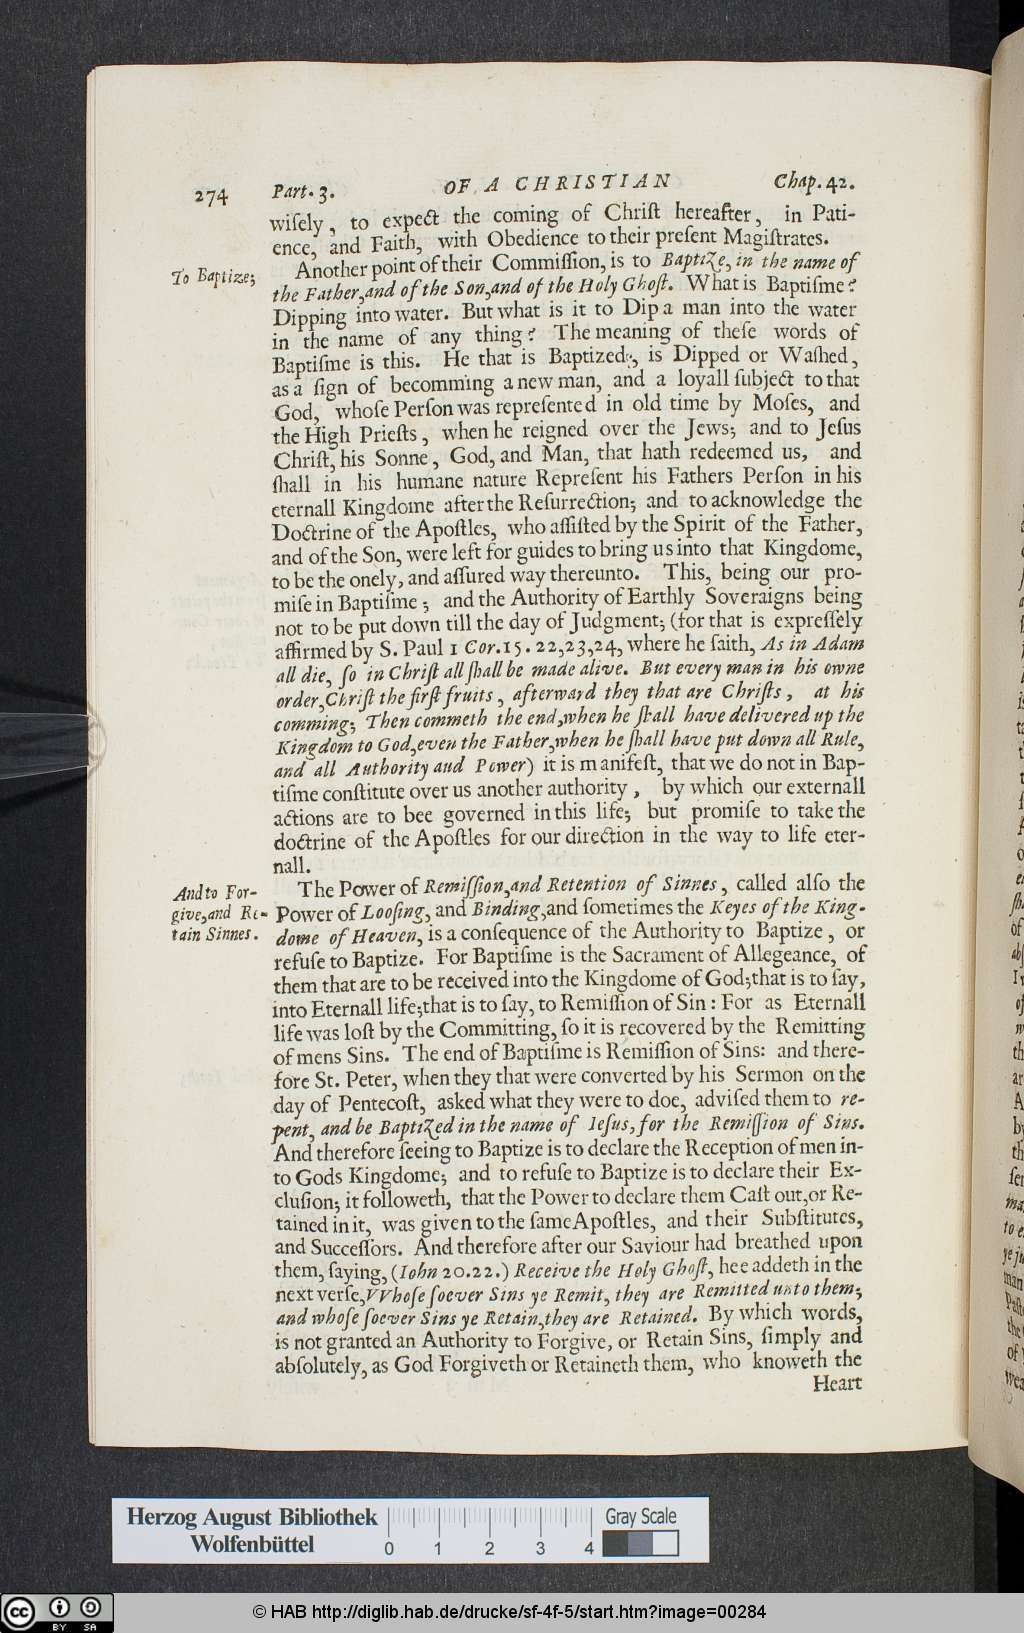 274 Part. 3. OF A CHRISTIAN Chap. 42.
wiſely, to expect the coming of Chriſt hereafter, in Pati-
ence, and Faith, with Obedience to their preſent Magiſtrates.
To Baptize;
Another point of their Commiſſion, is to Baptize, in the name of
the Father, and of the Son, and of the Holy Ghoſt. What is Baptiſme?
Dipping into water. But what is it to Dip a man into the water
in the name of any thing? The meaning of theſe words of
Baptiſme is this. He that is Baptized, is Dipped or Waſhed,
as a ſign of becomming a new man, and a loyall ſubject to that
God, whoſe Perſon was repreſented in old time by Moſes, and
the High Prieſts, when he reigned over the Jews; and to Jeſus
Chriſt, his Sonne, God, and Man, that hath redeemed us, and
ſhall in his humane nature Repreſent his Fathers Perſon in his
eternall Kingdome after the Reſurrection; and to acknowledge the
Doctrine of the Apoſtles, who aſſiſted by the Spirit of the Father,
and of the Son, were left for guides to bring us into that Kingdome,
to be the onely, and aſſured way thereunto. This, being our pro-
miſe in Baptiſme; and the Authority of Earthly Soveraigns being
not to be put down till the day of Judgment; (for that is expreſſely
affirmed by S. Paul 1 Cor. 15. 22,23,24, where he ſaith, As in Adam
all die, ſo in Chriſt all ſhall be made alive. But every man in his owne
order, Chriſt the firſt fruits, afterward they that are Chriſts, at his
comming; Then commeth the end, when he ſhall have delivered up the
Kingdom to God, even the Father, when he ſhall have put down all Rule,
and all Authority aud Power) it is manifeſt, that we do not in Bap-
tiſme conſtitute over us another authority, by which our externall
actions are to bee governed in this life; but promiſe to take the
doctrine of the Apoſtles for our direction in the way to life eter-
nall.
And to For-
give, and Re-
tain Sinnes.
The Power of Remiſſion, and Retention of Sinnes, called alſo the
Power of Looſing, and Binding, and ſometimes the Keyes of the King-
dome of Heaven, is a conſequence of the Authority to Baptize, or
refuſe to Baptize. For Baptiſme is the Sacrament of Allegeance, of
them that are to be received into the Kingdome of God; that is to ſay,
into Eternall life; that is to ſay, to Remiſſion of Sin: For as Eternall
life was loſt by the Committing, ſo it is recovered by the Remitting
of mens Sins. The end of Baptiſme is Remiſſion of Sins: and there-
fore St. Peter, when they that were converted by his Sermon on the
day of Pentecoſt, asked what they were to doe, adviſed them to re-
pent, and be Baptized in the name of Ieſus, for the Remiſſion of Sins.
And therefore ſeeing to Baptize is to declare the Reception of men in-
to Gods Kingdome; and to refuſe to Baptize is to declare their Ex-
cluſion; it followeth, that the Power to declare them Caſt out, or Re-
tained in it, was given to the ſame Apoſtles, and their Subſtitutes,
and Succeſſors. And therefore after our Saviour had breathed upon
them, ſaying, (Iohn 20.22.) Receive the Holy Ghoſt, hee addeth in the
next verſe, VVhoſe ſoever Sins ye Remit, they are Remitted unto them;
and whoſe ſoever Sins ye Retain, they are Retained. By which words,
is not granted an Authority to Forgive, or Retain Sins, ſimply and
abſolutely, as God Forgiveth or Retaineth them, who knoweth the
Heart
Herzog August Bibliothek
Wolfenbüttel
0 1 2 3 4
Gray Scale
cc BY SA
© HAB http://diglib.hab.de/drucke/sf-4f-5/start.htm?image=00284